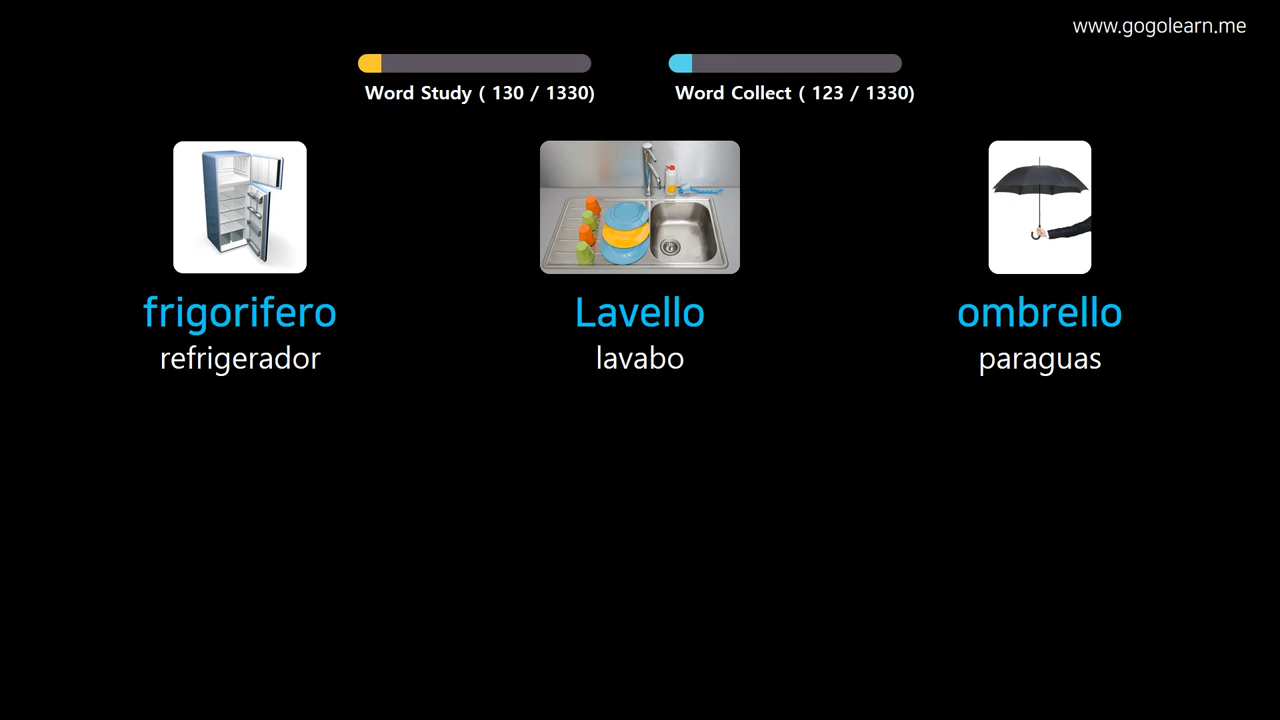 www.gogolearn.me
Word Study ( 130 / 1330)
Word Collect ( 123 / 1330)
frigorifero
refrigerador
Lavello
lavabo
ombrello
paraguas